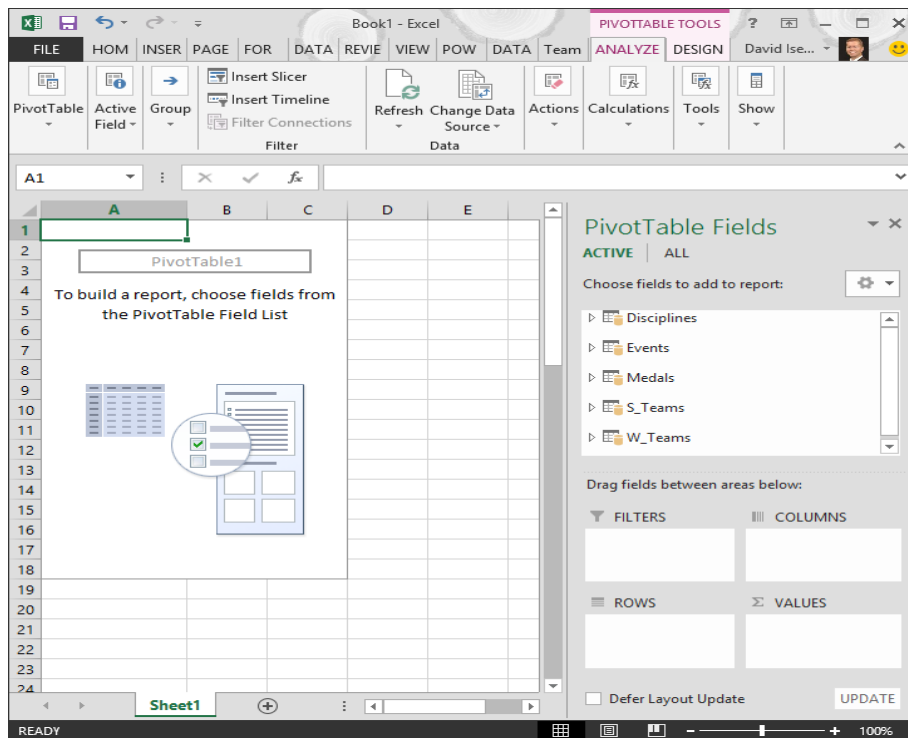 Book1 - Excel
PIVOTTABLE TOOLS
?
FILE HOM INSER PAGE FOR DATA REVIE VIEW POW DATA Team ANALYZE DESIGN David Ise...
PivotTable
Active Field
Group
Insert Slicer
Insert Timeline
Filter Connections
Filter
Refresh
Change Data Source
Data
Actions
Calculations
Tools
Show
A1
fx
A B C D E
1
2
3
4
5
6
7
8
9
10
11
12
13
14
15
16
17
18
19
20
21
22
23
24
PivotTable1
To build a report, choose fields from
the PivotTable Field List
PivotTable Fields
ACTIVE ALL
Choose fields to add to report:
Disciplines
Events
Medals
S_Teams
W_Teams
Drag fields between areas below:
FILTERS
COLUMNS
ROWS
Σ VALUES
Defer Layout Update
UPDATE
Sheet1
READY
100%